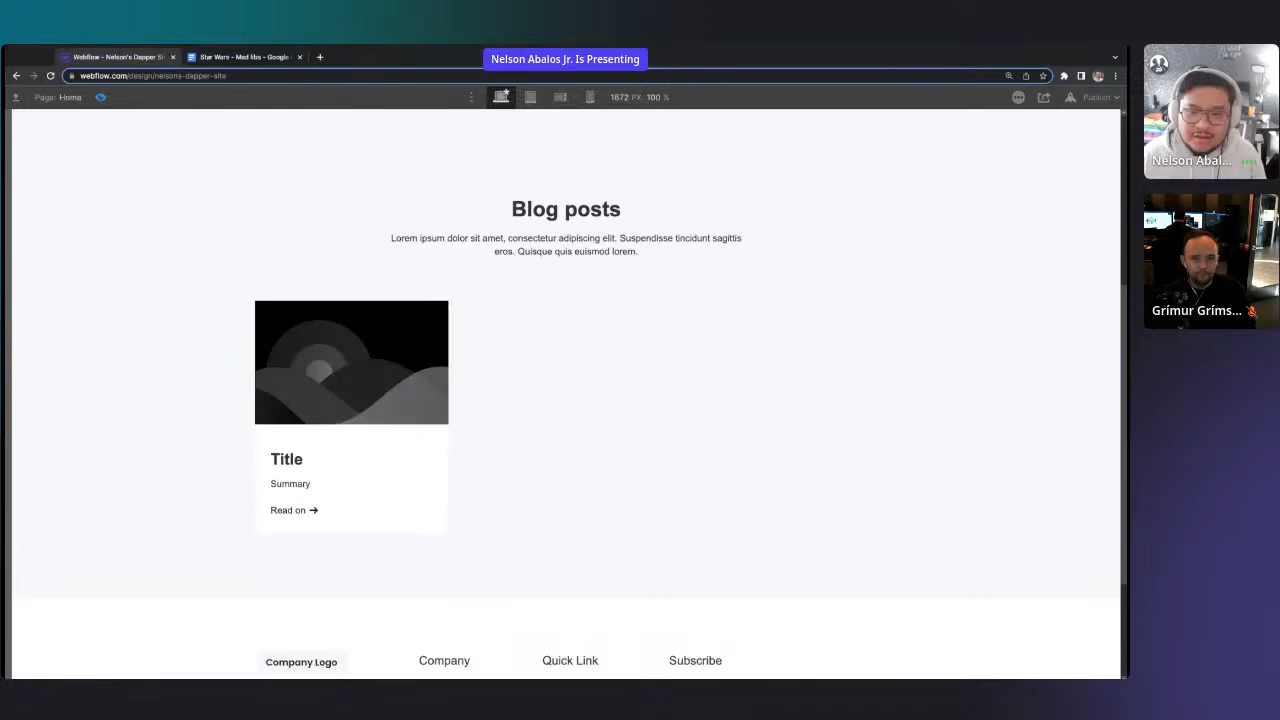 Nelson Abalos Jr. Is Presenting
Webflow - Nelson's Dapper Si
Star Wars - Mad libs - Google
webflow.com/design/nelsons-dapper-site
Page: Home
1672 PX 100 %
Publish
Blog posts
Lorem ipsum dolor sit amet, consectetur adipiscing elit. Suspendisse tincidunt sagittis
eros. Quisque quis euismod lorem.
Title
Summary
Read on
Company Logo
Company
Quick Link
Subscribe
Nelson Abal...
Grímur Gríms...